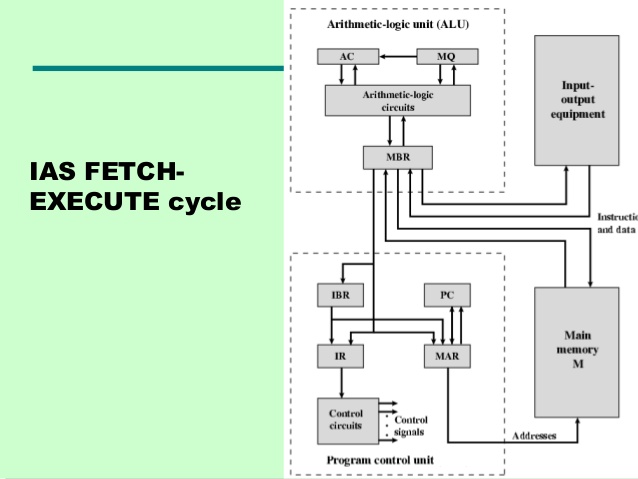 IAS FETCH-
EXECUTE cycle
Arithmetic-logic unit (ALU)
AC
MQ
Arithmetic-logic
circuits
MBR
Input-
output
equipment
Instructio
and data
IBR
PC
IR
MAR
Main
memory
M
Control
circuits
Control
signals
Addresses
Program control unit